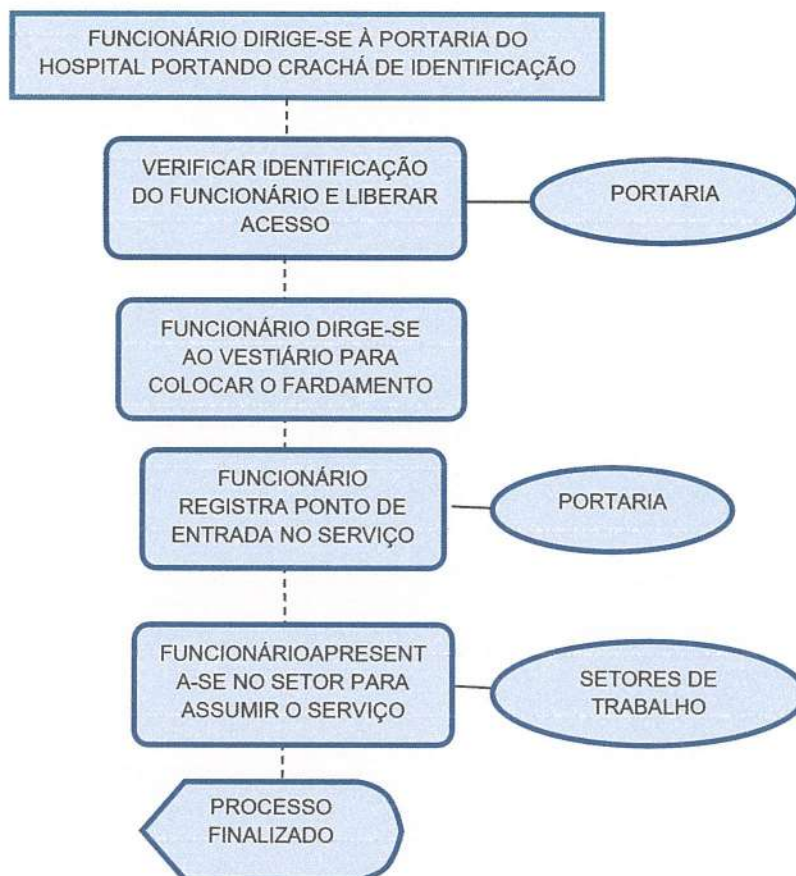 FUNCIONÁRIO DIRIGE-SE À PORTARIA DO
HOSPITAL PORTANDO CRACHÁ DE IDENTIFICAÇÃO
VERIFICAR IDENTIFICAÇÃO
DO FUNCIONÁRIO E LIBERAR
ACESSO
PORTARIA
FUNCIONÁRIO DIRGE-SE
AO VESTIÁRIO PARA
COLOCAR O FARDAMENTO
FUNCIONÁRIO
REGISTRA PONTO DE
ENTRADA NO SERVIÇO
PORTARIA
FUNCIONÁRIOAPRESENT
A-SE NO SETOR PARA
ASSUMIR O SERVIÇO
SETORES DE
TRABALHO
PROCESSO
FINALIZADO